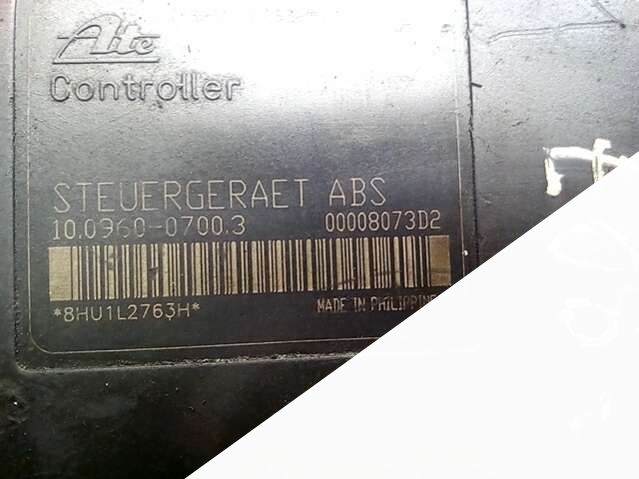 Ate
Controller
STEUERGERAET ABS
10.0960-0700.3 00008073D2
*8HU1L2763H* MADE IN PHILIPPINE